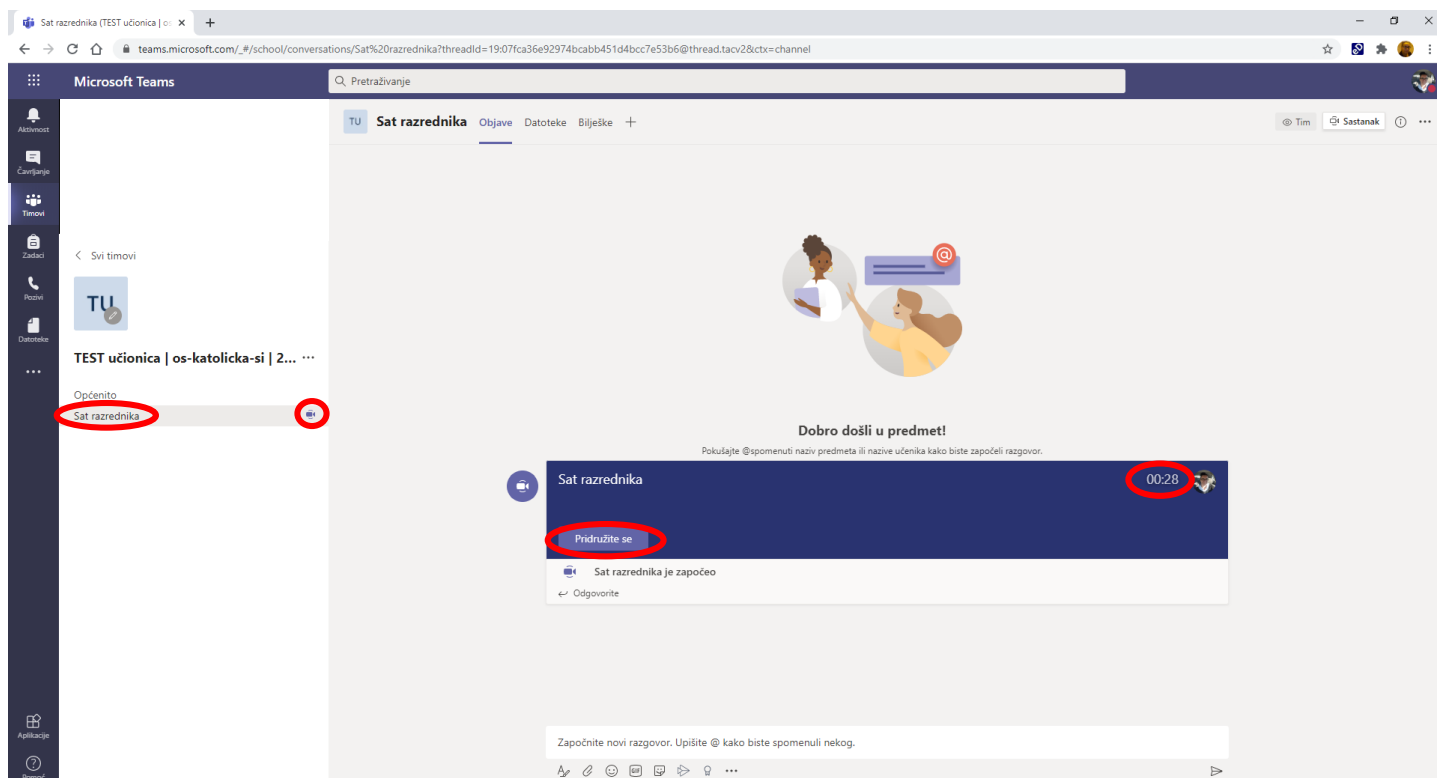 Sat razrednika (TEST učionica | os
teams.microsoft.com/_#/school/conversations/Sat%20razrednika?threadId=19:07fca36e92974bcabb451d4bcc7e53b6@thread.tacv2&ctx=channel
Microsoft Teams
Pretraživanje
Aktivnost
Čavrljanje
Timovi
Zadaci
Pozivi
Datoteke
Aplikacije
Pomoć
Svi timovi
TU
TEST učionica | os-katolicka-si | 2...
Općenito
Sat razrednika
TU Sat razrednika Objave Datoteke Bilješke +
Tim Sastanak
@
Dobro došli u predmet!
Pokušajte @spomenuti naziv predmeta ili nazive učenika kako biste započeli razgovor.
Sat razrednika 00:28
Pridružite se
Sat razrednika je započeo
Odgovorite
Započnite novi razgovor. Upišite @ kako biste spomenuli nekog.
GIF